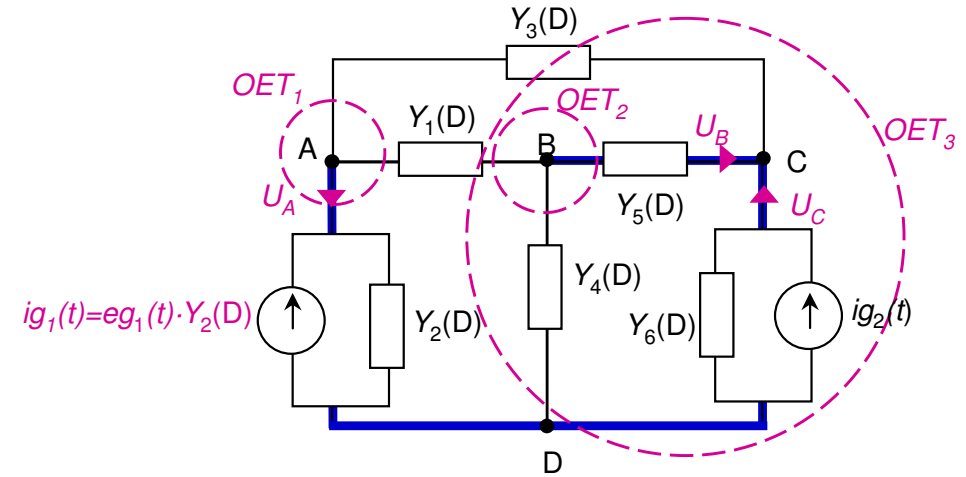 Y3(D)
OET1
OET2
Y1(D)
UB
OET3
A
B
C
UA
Y5(D)
UC
Y4(D)
ig1(t)=eg1(t)·Y2(D)
Y2(D)
Y6(D)
ig2(t)
D